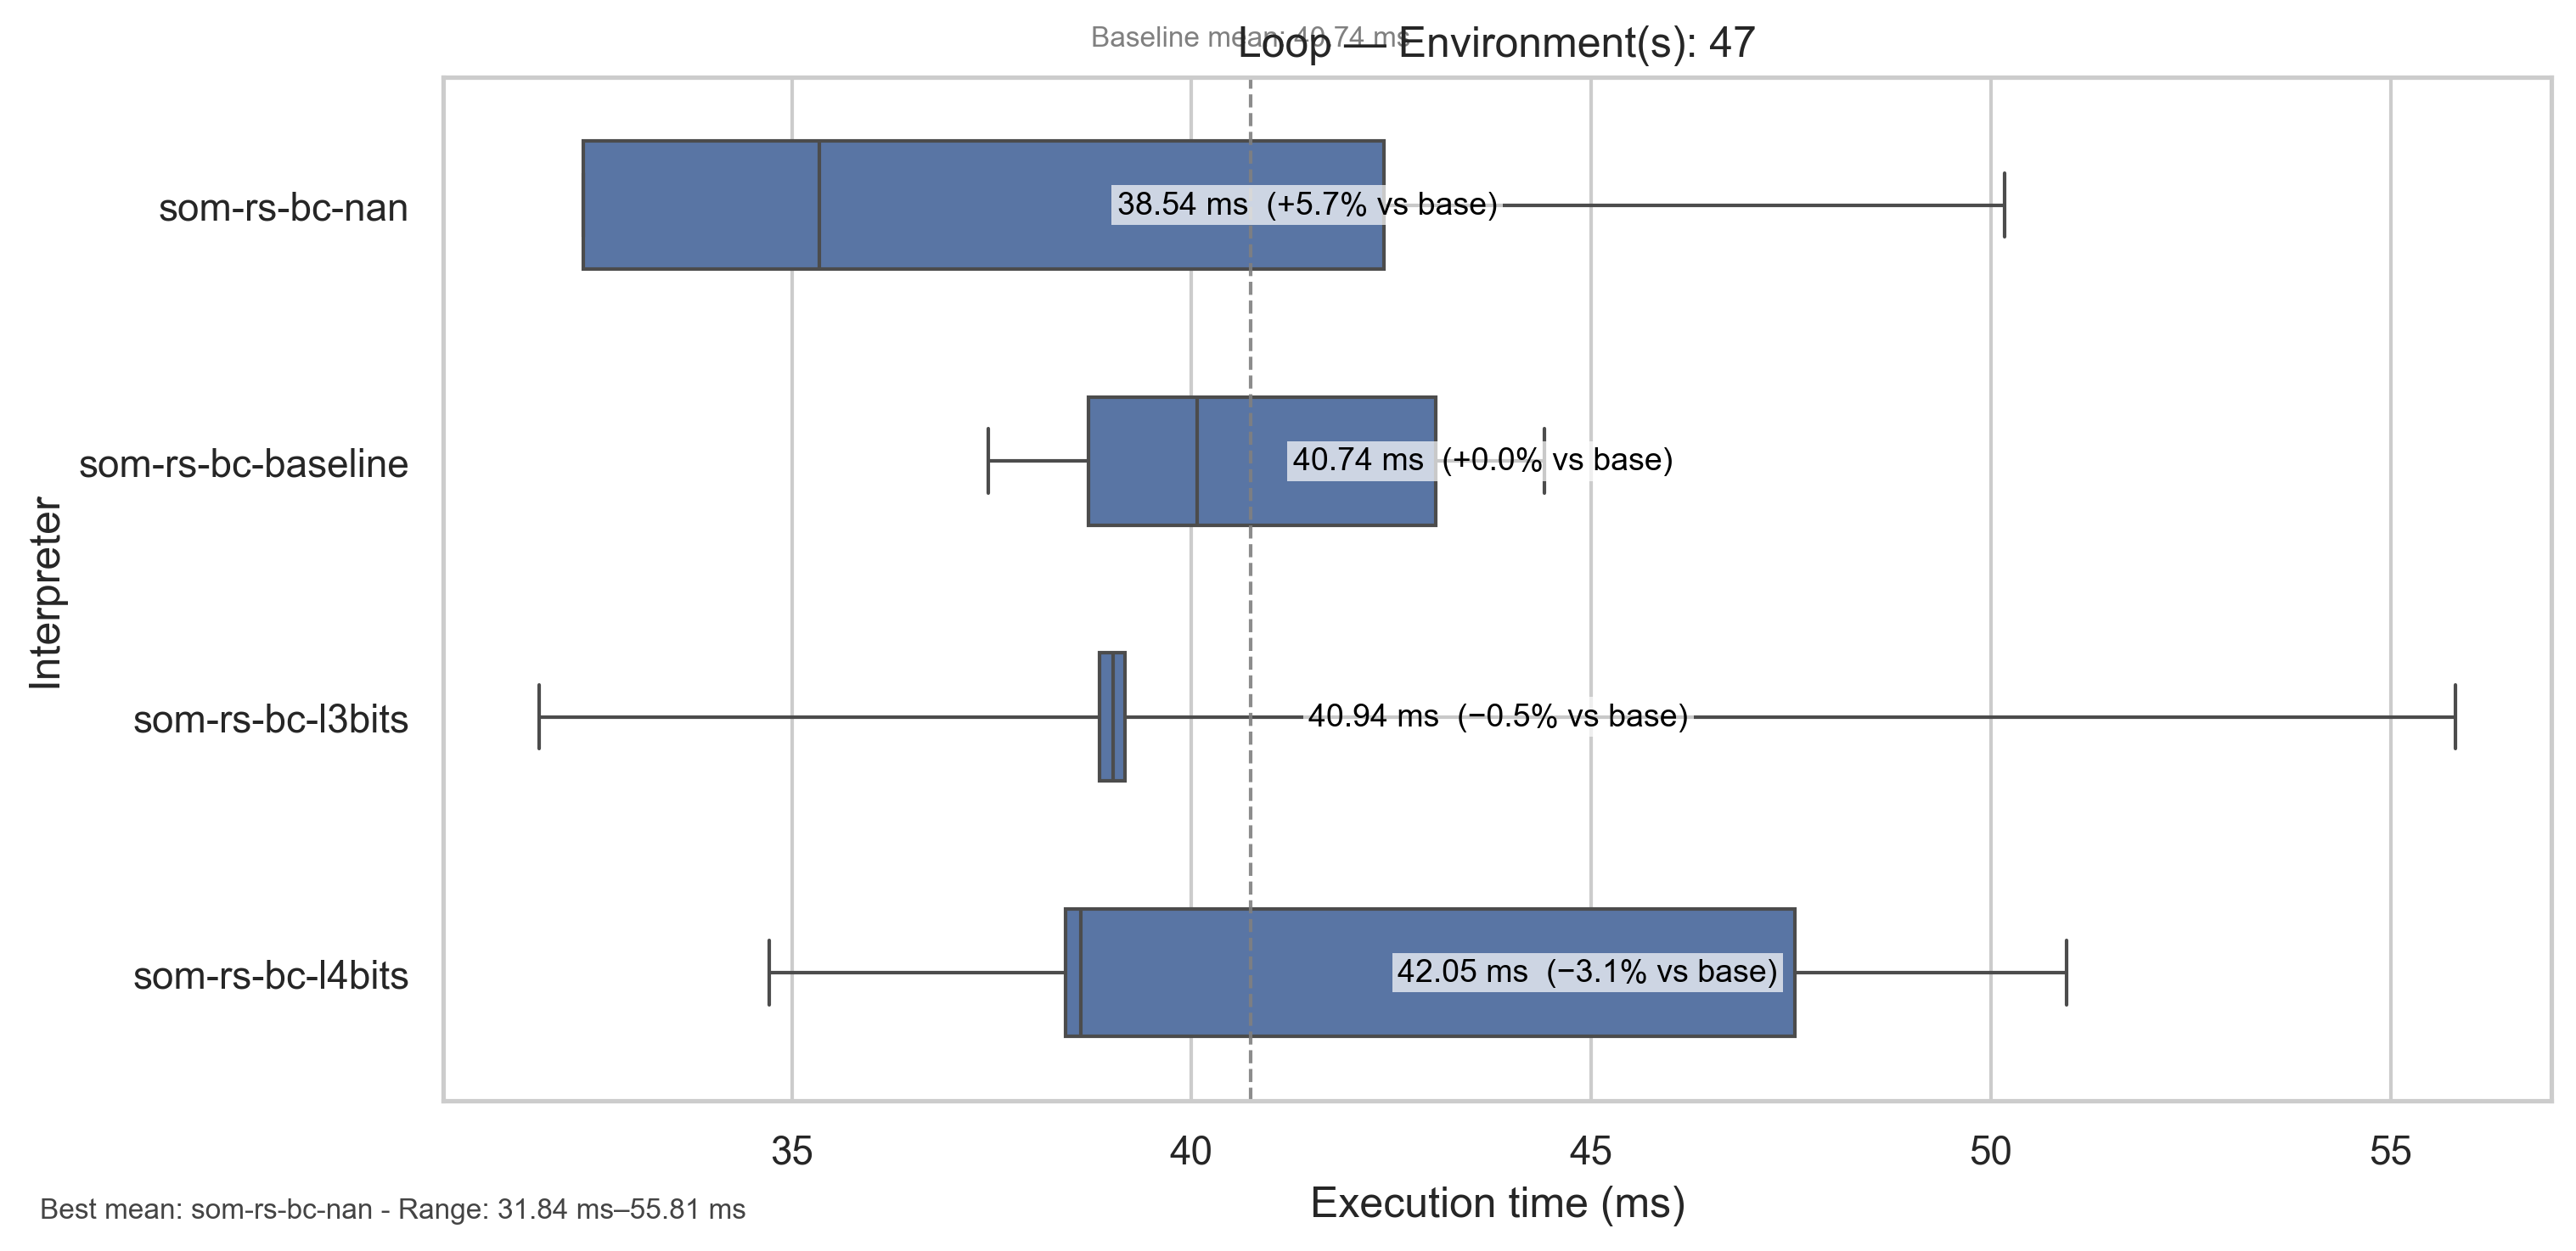 Baseline mean: 40.74 ms
Loop — Environment(s): 47
som-rs-bc-nan
38.54 ms (+5.7% vs base)
som-rs-bc-baseline
40.74 ms (+0.0% vs base)
Interpreter
som-rs-bc-l3bits
40.94 ms (−0.5% vs base)
som-rs-bc-l4bits
42.05 ms (−3.1% vs base)
35 40 45 50 55
Execution time (ms)
Best mean: som-rs-bc-nan - Range: 31.84 ms–55.81 ms